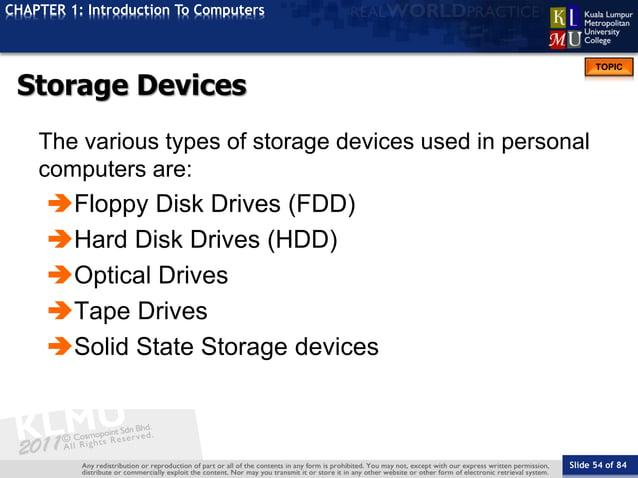 CHAPTER 1: Introduction To Computers
REALWORLDPRACTICE
KL
MU
Kuala Lumpur
Metropolitan
University
College
TOPIC
Storage Devices
The various types of storage devices used in personal
computers are:
Floppy Disk Drives (FDD)
Hard Disk Drives (HDD)
Optical Drives
Tape Drives
Solid State Storage devices
KLMU
2011 © Cosmopoint Sdn Bhd.
All Rights Reserved.
Any redistribution or reproduction of part or all of the contents in any form is prohibited. You may not, except with our express written permission,
distribute or commercially exploit the content. Nor may you transmit it or store it in any other website or other form of electronic retrieval system.
Slide 54 of 84